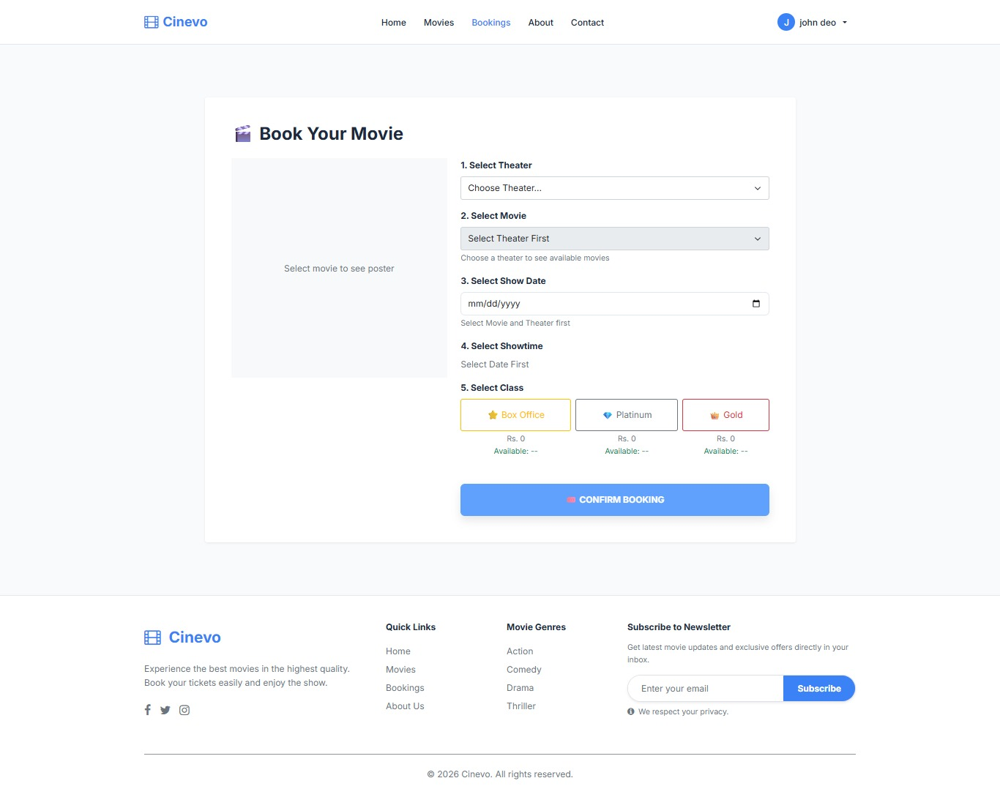 Cinevo
Home Movies Bookings About Contact
J john deo
Book Your Movie
Select movie to see poster
1. Select Theater
Choose Theater...
2. Select Movie
Select Theater First
Choose a theater to see available movies
3. Select Show Date
mm/dd/yyyy
Select Movie and Theater first
4. Select Showtime
Select Date First
5. Select Class
Box Office Platinum Gold
Rs. 0 Rs. 0 Rs. 0
Available: -- Available: -- Available: --
CONFIRM BOOKING
Cinevo
Experience the best movies in the highest quality.
Book your tickets easily and enjoy the show.
Quick Links
Home
Movies
Bookings
About Us
Movie Genres
Action
Comedy
Drama
Thriller
Subscribe to Newsletter
Get latest movie updates and exclusive offers directly in your
inbox.
Enter your email Subscribe
We respect your privacy.
© 2026 Cinevo. All rights reserved.